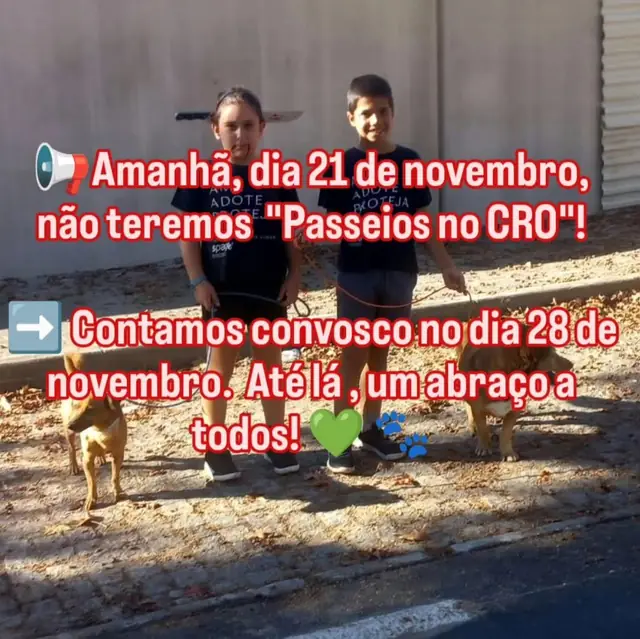 📢Amanhã, dia 21 de novembro,
não teremos "Passeios no CRO"!
➡️ Contamos convosco no dia 28 de
novembro. Até lá , um abraço a
todos! 💚 🐾
ADOTE
ADOTE
PROTEJA